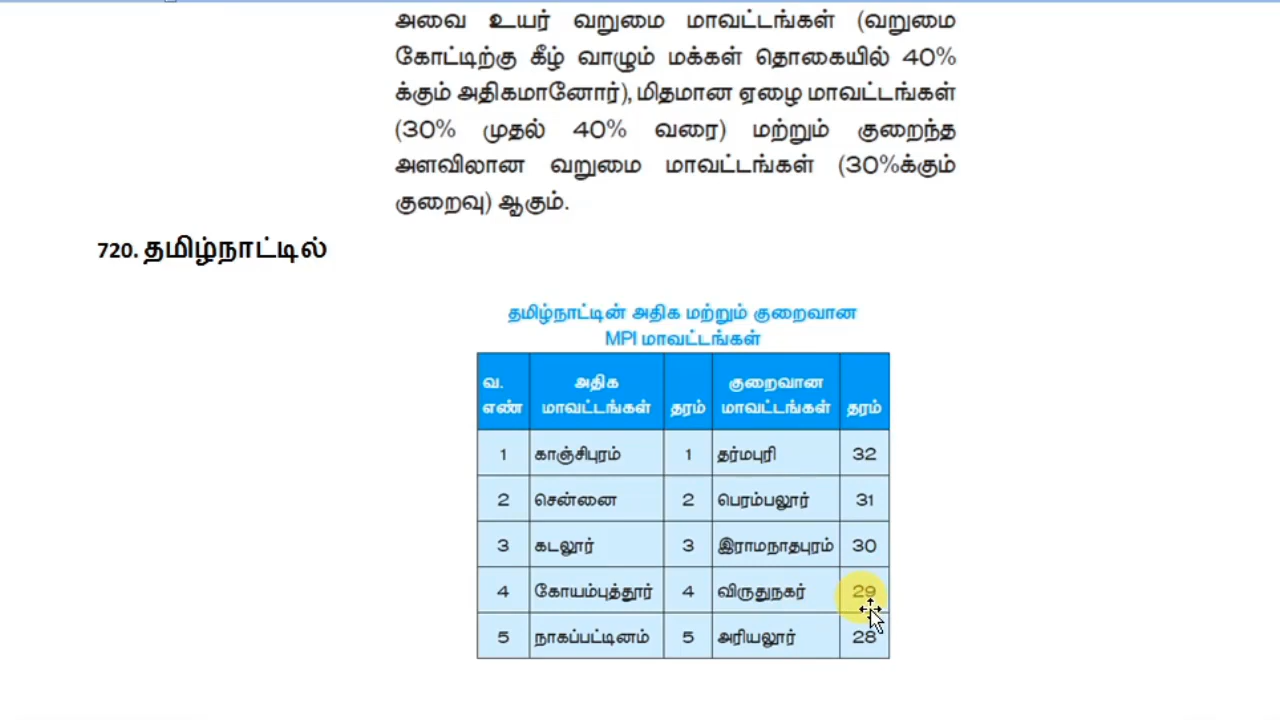 அவை உயர் வறுமை மாவட்டங்கள் (வறுமை
கோட்டிற்கு கீழ் வாழும் மக்கள் தொகையில் 40%
க்கும் அதிகமானோர்), மிதமான ஏழை மாவட்டங்கள்
(30% முதல் 40% வரை) மற்றும் குறைந்த
அளவிலான வறுமை மாவட்டங்கள் (30%க்கும்
குறைவு) ஆகும்.
720. தமிழ்நாட்டில்
தமிழ்நாட்டின் அதிக மற்றும் குறைவான
MPI மாவட்டங்கள்
வ. எண் அதிக மாவட்டங்கள் தரம் குறைவான மாவட்டங்கள் தரம்
1 காஞ்சிபுரம் 1 தர்மபுரி 32
2 சென்னை 2 பெரம்பலூர் 31
3 கடலூர் 3 இராமநாதபுரம் 30
4 கோயம்புத்தூர் 4 விருதுநகர் 29
5 நாகப்பட்டினம் 5 அரியலூர் 28